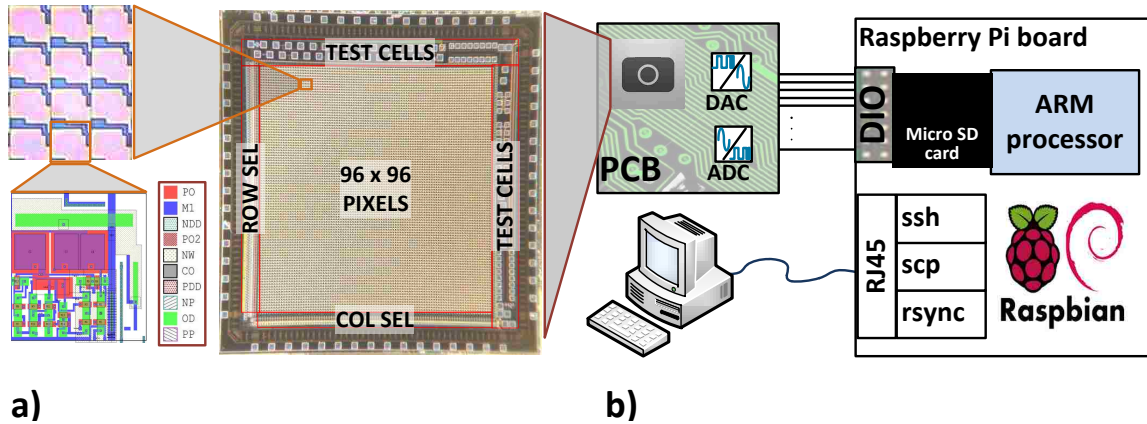 TEST CELLS
ROW SEL
96 x 96
PIXELS
TEST CELLS
COL SEL
PO
M1
NDD
PO2
NW
CO
PDD
NP
OD
PP
a)
PCB
DAC
ADC
Raspberry Pi board
DIO
Micro SD
card
ARM
processor
RJ45
ssh
scp
rsync
Raspbian
b)